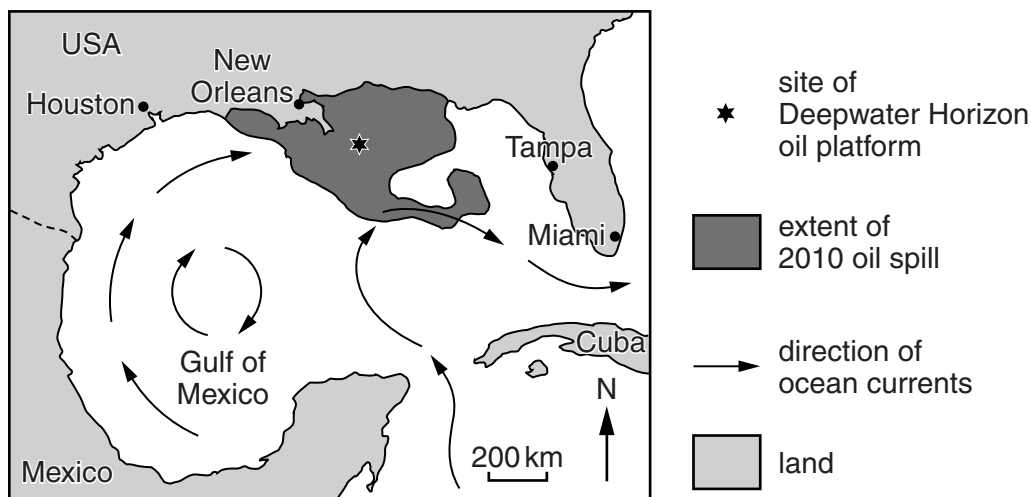 USA
New
Orleans
Houston
Tampa
Miami
Gulf of
Mexico
Cuba
N
200 km
Mexico
site of
Deepwater Horizon
oil platform
extent of
2010 oil spill
direction of
ocean currents
land